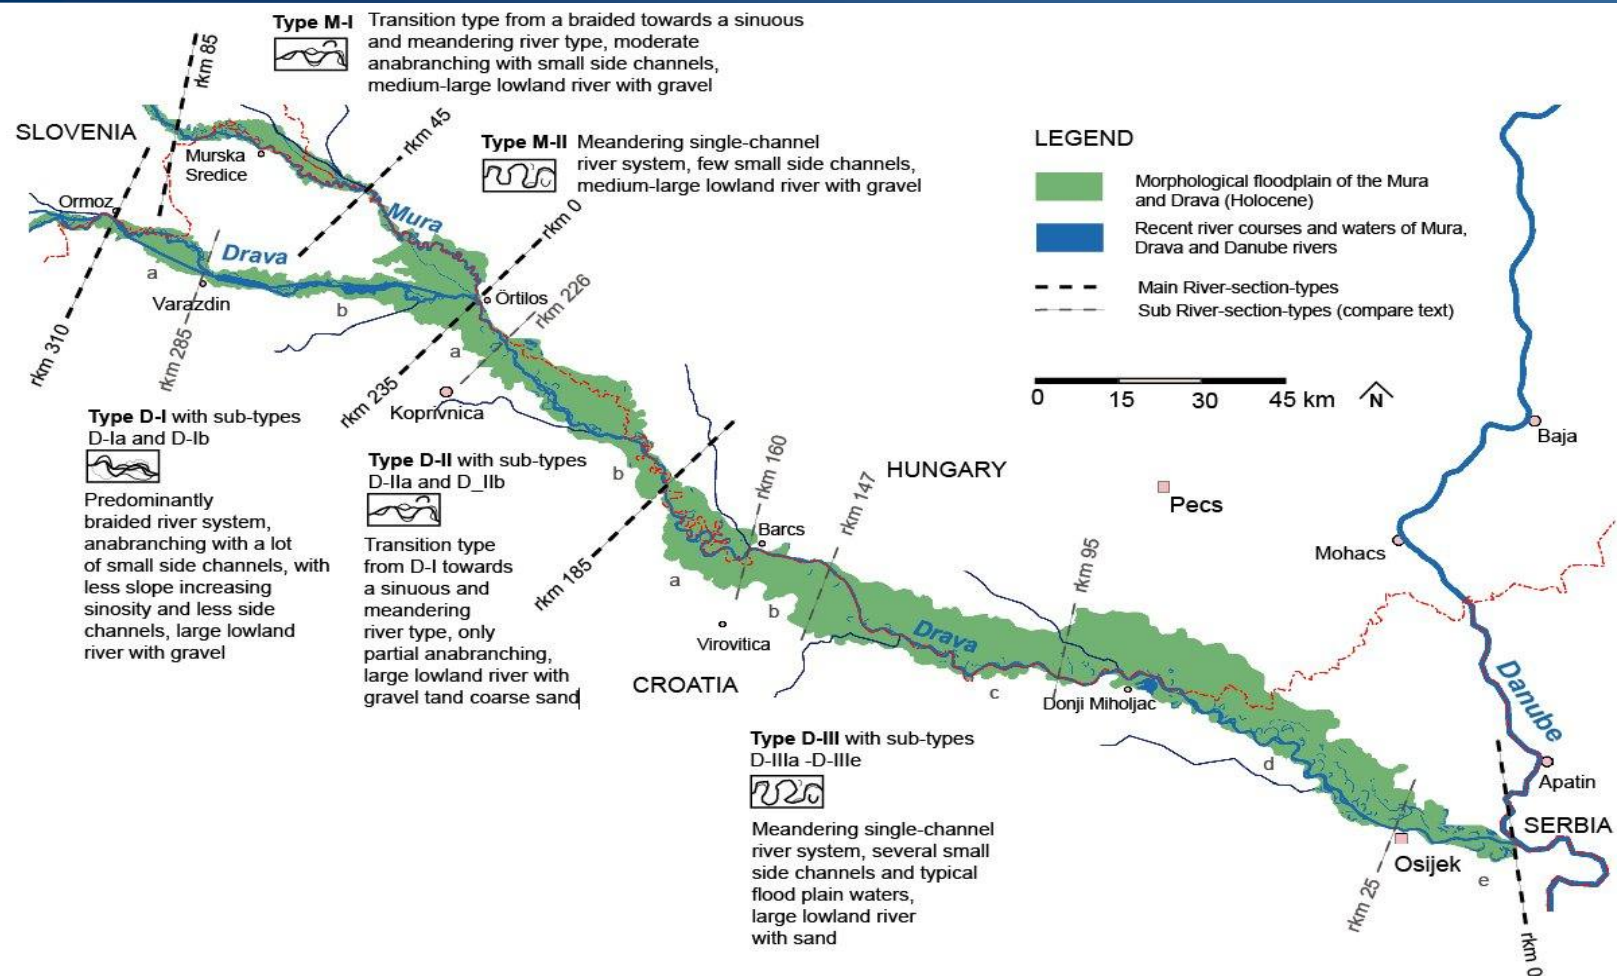 Type M-I Transition type from a braided towards a sinuous
and meandering river type, moderate
anabranching with small side channels,
medium-large lowland river with gravel
rkm 85
SLOVENIA
Murska
Sredice
rkm 45
Type M-II Meandering single-channel
river system, few small side channels,
medium-large lowland river with gravel
LEGEND
Morphological floodplain of the Mura
and Drava (Holocene)
Recent river courses and waters of Mura,
Drava and Danube rivers
Main River-section-types
Sub River-section-types (compare text)
0 15 30 45 km N
Ormoz
Mura
rkm 0
Drava
a
Varazdin
b
Örtilos
rkm 226
rkm 310
rkm 285
a
rkm 235
Koprivnica
Type D-I with sub-types
D-Ia and D-Ib
Predominantly
braided river system,
anabranching with a lot
of small side channels, with
less slope increasing
sinosity and less side
channels, large lowland
river with gravel
Type D-II with sub-types
D-IIa and D_IIb
Transition type
from D-I towards
a sinuous and
meandering
river type, only
partial anabranching,
large lowland river with
gravel tand coarse sand
b
rkm 185
rkm 160
HUNGARY
rkm 147
Pecs
Baja
Mohacs
Barcs
a
b
Virovitica
rkm 95
Drava
CROATIA
c
Donji Miholjac
Danube
Type D-III with sub-types
D-IIIa -D-IIIe
Meandering single-channel
river system, several small
side channels and typical
flood plain waters,
large lowland river
with sand
d
Apatin
SERBIA
Osijek
e
rkm 25
rkm 0